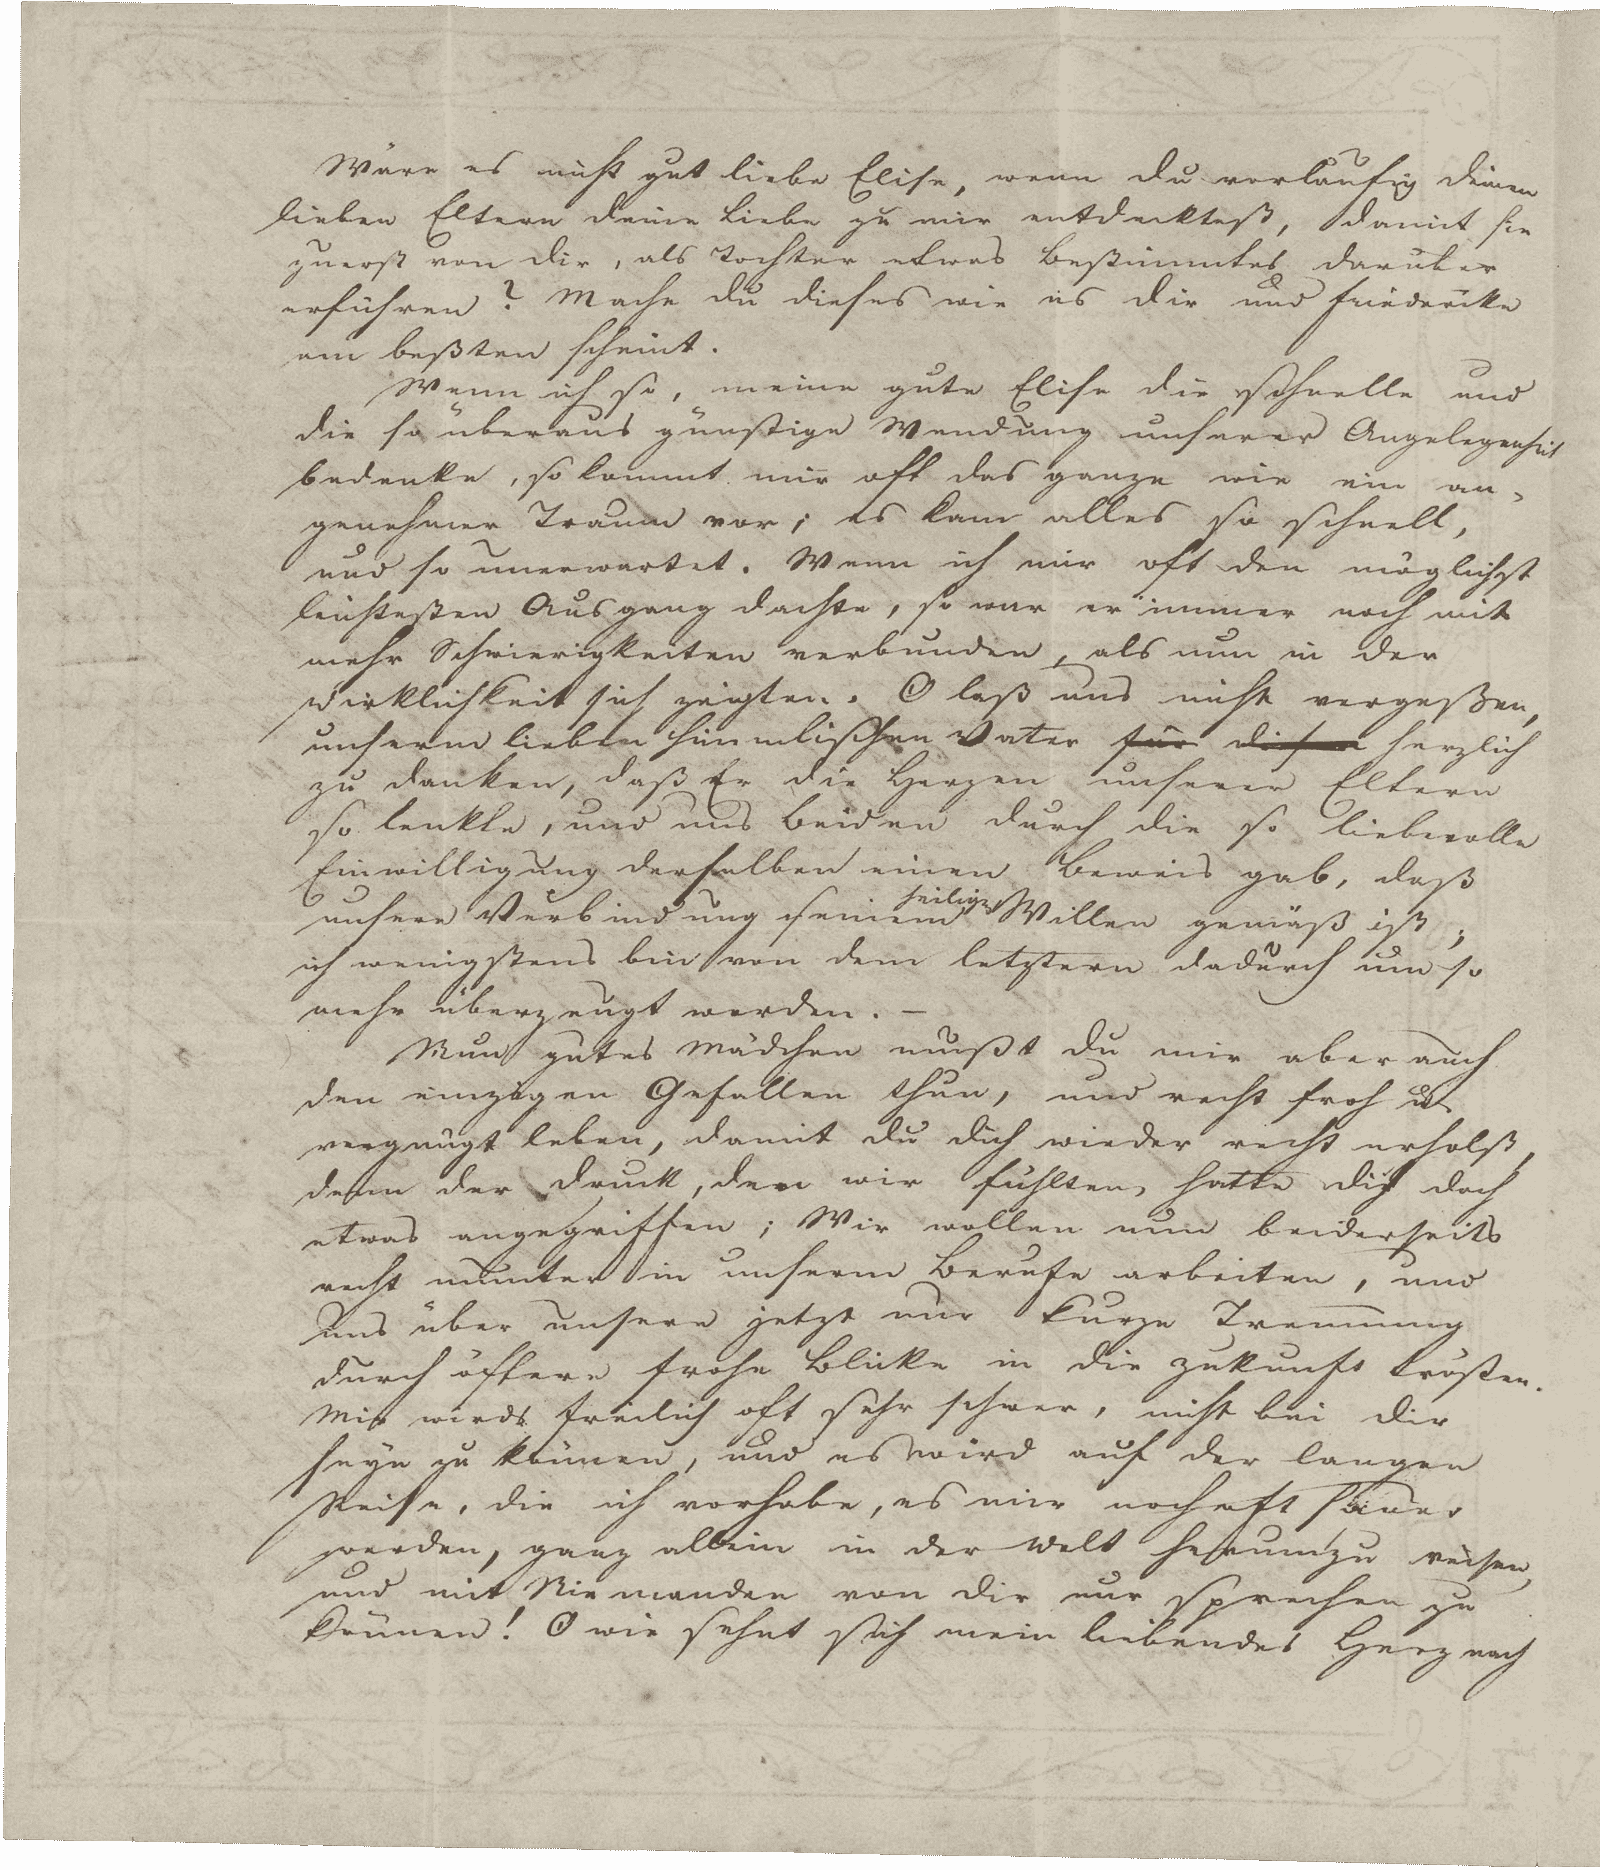 Wäre es nicht gut liebe Elise, wenn du vorläufig deinen
lieben Eltern deine Liebe zu mir entdecktest, damit sie
zuerst von dir, als Tochter etwas Bestimmtes darüber
erführen? Mache du dieses wie es dir und Friedericke
am beßten scheint.
Wenn ich so, meine gute Elise die schnelle und
die so überaus günstige Wendung unserer Angelegenheit
bedenke, so kommt mir oft das ganze wie ein an-
genehmer Traum vor; es kam alles so schnell,
und so unerwartet. Wenn ich mir oft den möglichst
leichtesten Ausgang dachte, so war er immer noch mit
mehr Schwierigkeiten verbunden, als nun in der
Wirklichkeit sich zeigten. O laß uns nicht vergeßen,
unserm lieben himmlischen Vater für diese herzlich
zu danken, daß Er die Herzen unserer Eltern
so lenkte, und uns beiden durch die so liebevolle
Einwilligung derselben einen Beweis gab, daß
unsere Verbindung seinem heiligen Willen gemäß ist;
ich wenigstens bin von dem letztern dadurch um so
mehr überzeugt worden. –
Nun gutes Mädchen mußt du mir aber auch
den einzigen Gefallen thun, und recht froh u.
vergnügt leben, damit du dich wieder recht erholst,
denn der Druck, den wir fühlten, hatte dich doch
etwas angegriffen; Wir wollen nun beiderseits
recht munter in unserm Berufe arbeiten, und
uns über unsere jetzt nur kurze Trennung
durch öftere frohe Blicke in die Zukunft trösten.
Mir wirds freilich oft sehr schwer, nicht bei dir
seyn zu können, und es wird auf der langen
Reise, die ich vorhabe, es mir noch oft
werden, ganz allein in der Welt herumzu reisen,
und mit Niemanden von dir nur sprechen zu
können! O wie sehnt sich mein liebendes Herz nach